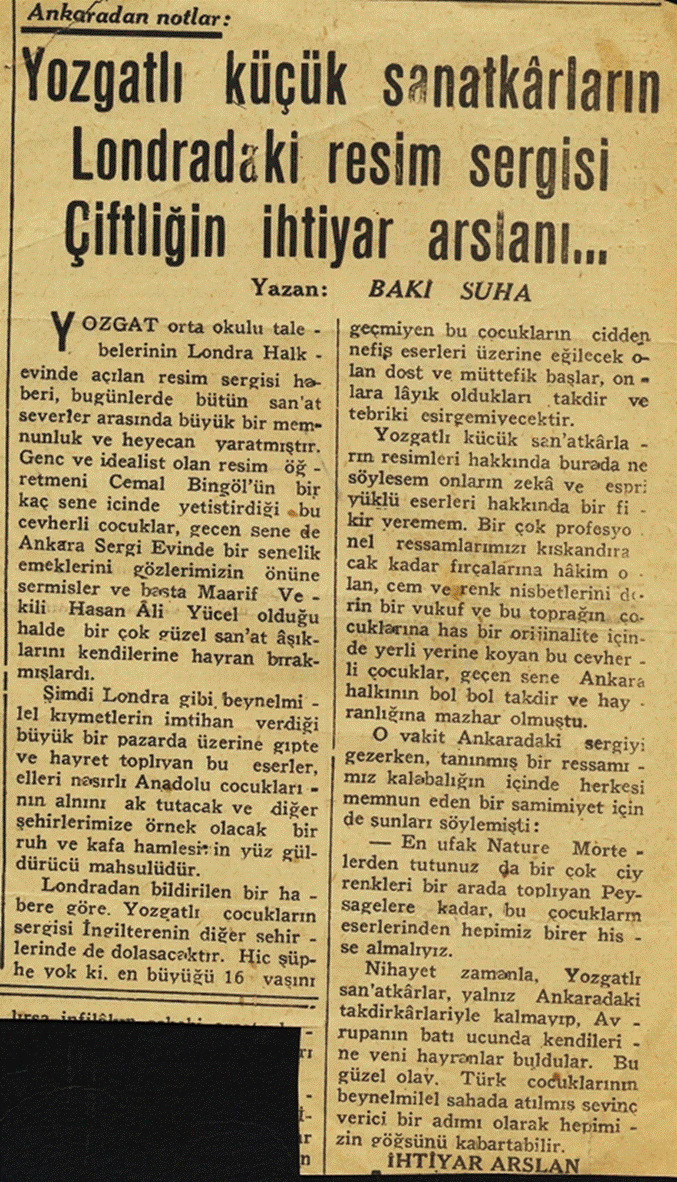 Ankaradan notlar:
Yozgatlı küçük sanatkârların
Londradaki resim sergisi
Çiftliğin ihtiyar arslanı...
Yazan: BAKİ SUHA
YOZGAT orta okulu tale -
belerinin Londra Halk -
evinde açılan resim sergisi ha-
beri, bugünlerde bütün san'at
severler arasında büyük bir mem-
nunluk ve heyecan yaratmıştır.
Genc ve idealist olan resim öğ -
retmeni Cemal Bingöl'ün bir
kaç sene icinde yetistirdiği bu
cevherli cocuklar, gecen sene de
Ankara Sergi Evinde bir senelik
emeklerini gözlerimizin önüne
sermisler ve basta Maarif Ve -
kili Hasan Âli Yücel olduğu
halde bir çok güzel san'at âşık-
larını kendilerine hayran bırak-
mışlardı.
Şimdi Londra gibi beynelmi -
lel kıymetlerin imtihan verdiği
büyük bir pazarda üzerine gıpte
ve hayret toplıyan bu eserler,
elleri nasırlı Anadolu cocukları -
nın alnını ak tutacak ve diğer
şehirlerimize örnek olacak bir
ruh ve kafa hamlesinin yüz gül-
dürücü mahsulüdür.
Londradan bildirilen bir ha -
bere göre. Yozgatlı çocukların
sergisi İngilterenin diğer sehir -
lerinde de dolasacaktır. Hic şüp-
he yok ki. en büyüğü 16 yaşını
geçmiyen bu çocukların cidden
nefis eserleri üzerine eğilecek o-
lan dost ve müttefik başlar, on -
lara lâyık oldukları takdir ve
tebriki esirgemiyecektir.
Yozgatlı kücük san'atkârla -
rın resimleri hakkında burada ne
söylesem onların zekâ ve espri
yüklü eserleri hakkında bir fi -
kir veremem. Bir çok profesyo -
nel ressamlarımızı kıskandıra
cak kadar fırçalarına hâkim o -
lan, cem ve renk nisbetlerini de-
rin bir vukuf ve bu toprağın ço-
cuklarına has bir orijinalite için-
de yerli yerine koyan bu cevher -
li çocuklar, geçen sene Ankara
halkının bol bol takdir ve hay -
ranlığına mazhar olmuştu.
O vakit Ankaradaki sergiyi
gezerken, tanınmış bir ressamı -
mız kalabalığın içinde herkesi
memnun eden bir samimiyet için
de sunları söylemişti:
— En ufak Nature Morte -
lerden tutunuz da bir çok çiy
renkleri bir arada toplıyan Pey-
sagelere kadar, bu çocukların
eserlerinden hepimiz birer his -
se almalıyız.
Nihayet zamanla, Yozgatlı
san'atkârlar, yalnız Ankaradaki
takdirkârlariyle kalmayıp, Av -
rupanın batı ucunda kendileri -
ne yeni hayranlar buldular. Bu
güzel olay. Türk cocuklarının
beynelmilel sahada atılmış sevinç
verici bir adımı olarak hepimi -
zin göğsünü kabartabilir.
İHTİYAR ARSLAN